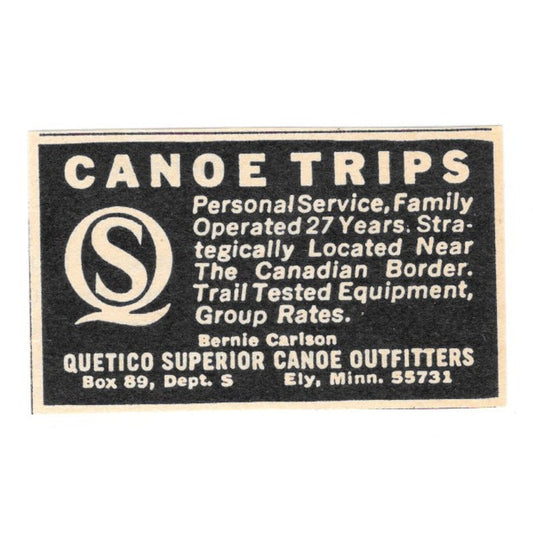 CANOE TRIPS
QS
Personal Service, Family
Operated 27 Years. Stra-
tegically Located Near
The Canadian Border.
Trail Tested Equipment,
Group Rates.
Bernie Carlson
QUETICO SUPERIOR CANOE OUTFITTERS
Box 89, Dept. S Ely, Minn. 55731